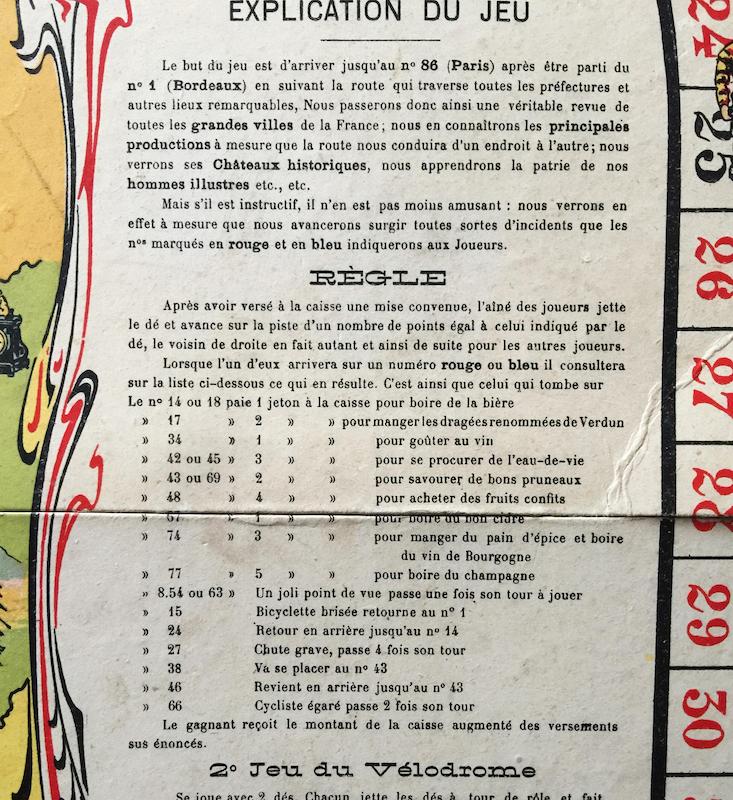 EXPLICATION DU JEU
Le but du jeu est d'arriver jusqu'au nº 86 (Paris) après être parti du
nº 1 (Bordeaux) en suivant la route qui traverse toutes les préfectures et
autres lieux remarquables, Nous passerons donc ainsi une véritable revue de
toutes les grandes villes de la France; nous en connaîtrons les principales
productions à mesure que la route nous conduira d'un endroit à l'autre; nous
verrons ses Châteaux historiques, nous apprendrons la patrie de nos
hommes illustres etc., etc.
Mais s'il est instructif, il n'en est pas moins amusant : nous verrons en
effet à mesure que nous avancerons surgir toutes sortes d'incidents que les
nos marqués en rouge et en bleu indiquerons aux Joueurs.
RÈGLE
Après avoir versé à la caisse une mise convenue, l'aîné des joueurs jette
le dé et avance sur la piste d'un nombre de points égal à celui indiqué par le
dé, le voisin de droite en fait autant et ainsi de suite pour les autres joueurs.
Lorsque l'un d'eux arrivera sur un numéro rouge ou bleu il consultera
sur la liste ci-dessous ce qui en résulte. C'est ainsi que celui qui tombe sur
Le nº 14 ou 18 paie 1 jeton à la caisse pour boire de la bière
» 17 » 2 » » pour manger les dragées renommées de Verdun
» 34 » 1 » » pour goûter au vin
» 42 ou 45 » 3 » » pour se procurer de l'eau-de-vie
» 43 ou 69 » 2 » » pour savourer de bons pruneaux
» 48 » 4 » » pour acheter des fruits confits
» 67 » 1 » » pour boire du bon cidre
» 74 » 3 » » pour manger du pain d'épice et boire
du vin de Bourgogne
» 77 » 5 » » pour boire du champagne
» 8.54 ou 63 » Un joli point de vue passe une fois son tour à jouer
» 15 Bicyclette brisée retourne au nº 1
» 24 Retour en arrière jusqu'au nº 14
» 27 Chute grave, passe 4 fois son tour
» 38 Va se placer au nº 43
» 46 Revient en arrière jusqu'au nº 43
» 66 Cycliste égaré passe 2 fois son tour
Le gagnant reçoit le montant de la caisse augmenté des versements
sus énoncés.
2º Jeu du Vélodrome
Se joue avec 2 dés. Chacun jette les dés à tour de rôle et fait
24
25
26
27
28
29
30